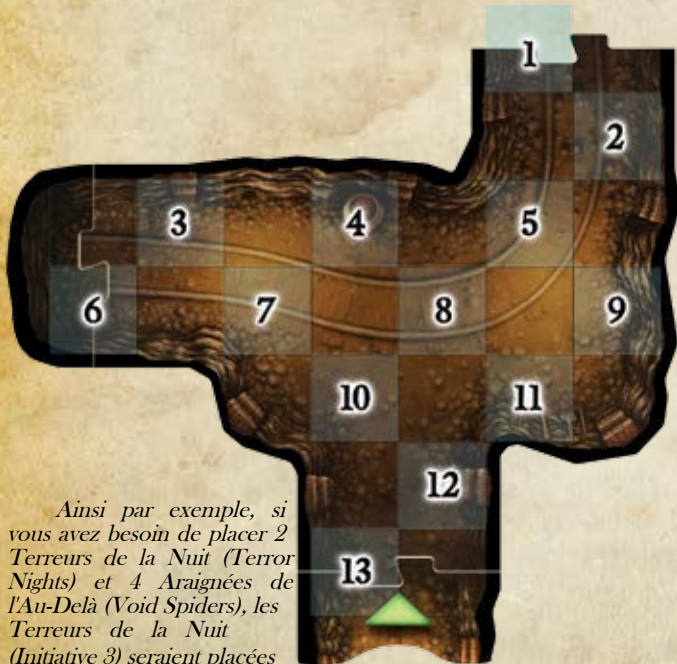 1
2
3
4
5
6
7
8
9
10
11
12
13
Ainsi par exemple, si
vous avez besoin de placer 2
Terreurs de la Nuit (Terror
Nights) et 4 Araignées de
l'Au-Delà (Void Spiders), les
Terreurs de la Nuit
(Initiative 3) seraient placées